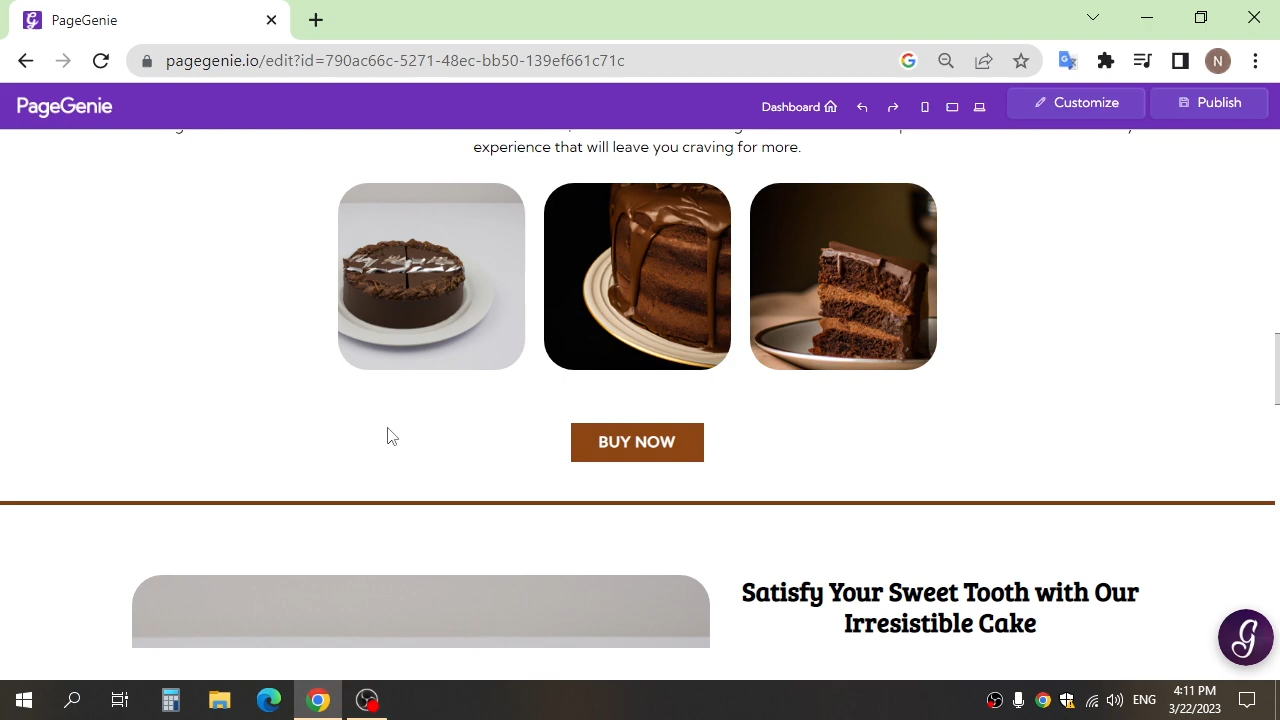 PageGenie
pagegenie.io/edit?id=790ca66c-5271-48ec-bb50-139ef661c71c
N
PageGenie
Dashboard
Customize
Publish
experience that will leave you craving for more.
BUY NOW
Satisfy Your Sweet Tooth with Our
Irresistible Cake
ENG
4:11 PM
3/22/2023